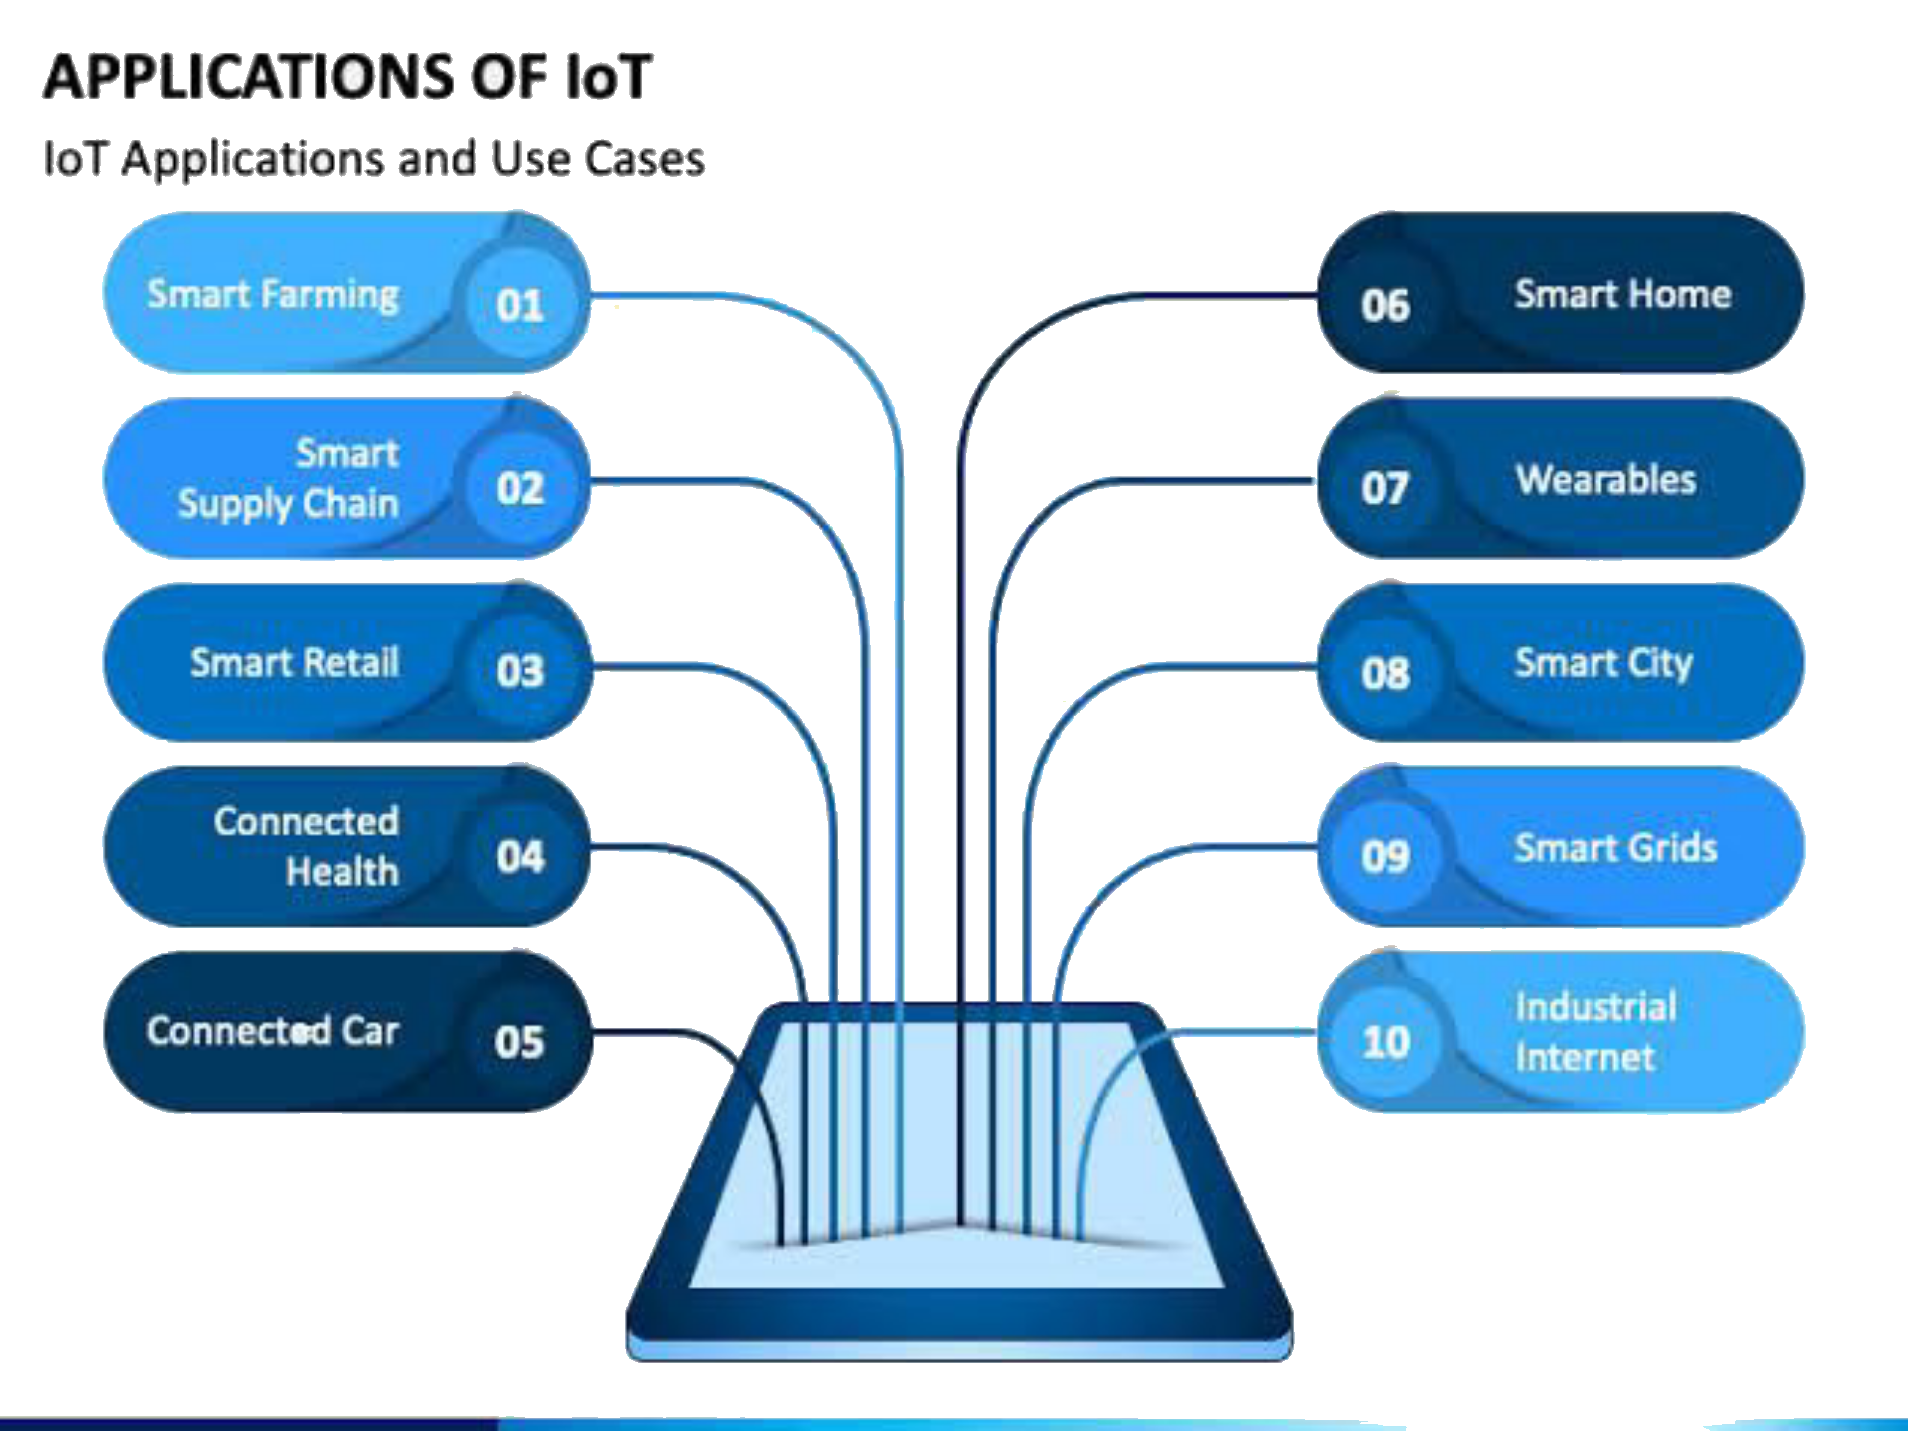 APPLICATIONS OF IoT
IoT Applications and Use Cases
Smart Farming
01
Smart
Supply Chain
02
Smart Retail
03
Connected
Health
04
Connected Car
05
06
Smart Home
07
Wearables
08
Smart City
09
Smart Grids
10
Industrial
Internet